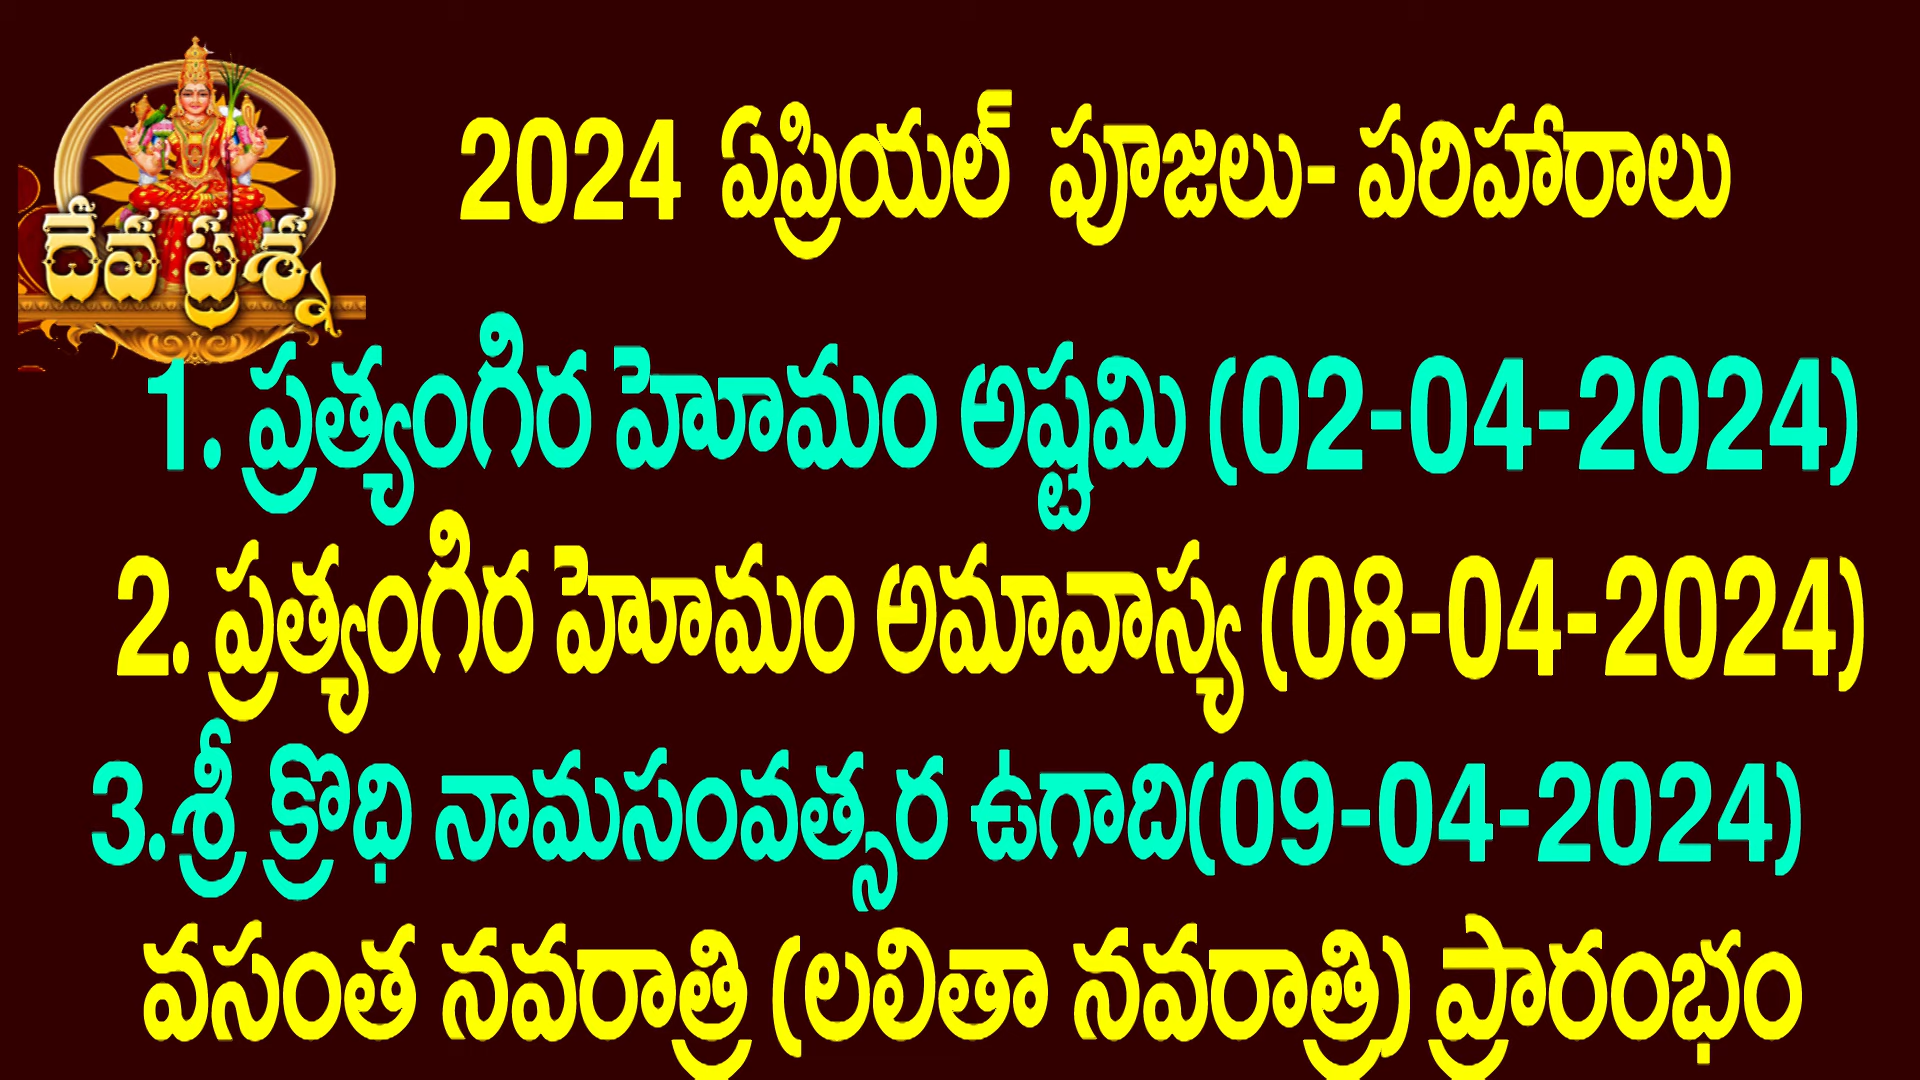 దేవ ప్రశ్న
2024 ఏప్రియల్ పూజలు- పరిహారాలు
1. ప్రత్యంగిర హెూమం అష్టమి (02-04-2024)
2. ప్రత్యంగిర హెూమం అమావాస్య (08-04-2024)
3.శ్రీ క్రొధి నామసంవత్సర ఉగాది(09-04-2024)
వసంత నవరాత్రి (లలితా నవరాత్రి) ప్రారంభం